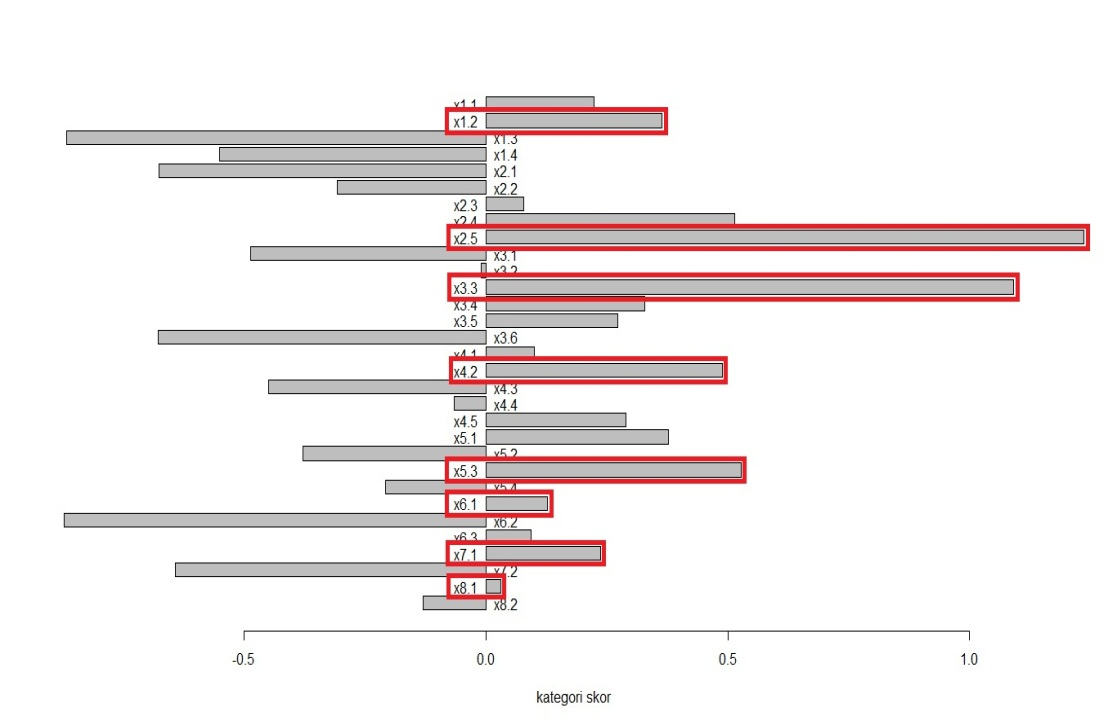 x1.1
x1.2
x1.3
x1.4
x2.1
x2.2
x2.3
x2.4
x2.5
x3.1
x3.2
x3.3
x3.4
x3.5
x3.6
x4.1
x4.2
x4.3
x4.4
x4.5
x5.1
x5.2
x5.3
x5.4
x6.1
x6.2
x6.3
x7.1
x7.2
x8.1
x8.2
-0.5 0.0 0.5 1.0
kategori skor